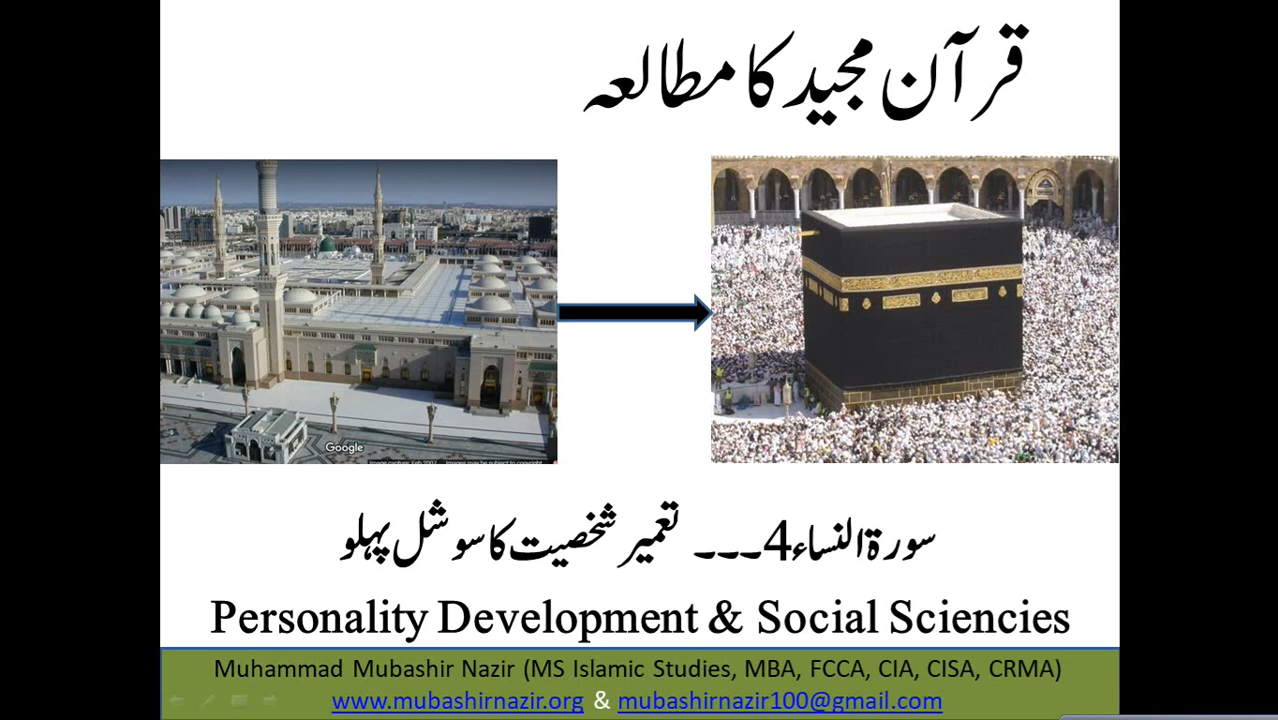 قرآن مجید کا مطالعہ
Google
سورۃ النساء 4۔۔۔ تعمیر شخصیت کا سوشل پہلو
Personality Development & Social Sciencies
Muhammad Mubashir Nazir (MS Islamic Studies, MBA, FCCA, CIA, CISA, CRMA)
www.mubashirnazir.org & mubashirnazir100@gmail.com